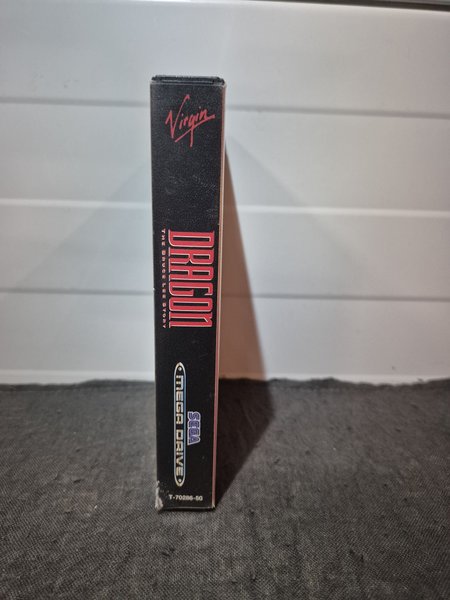 Virgin
DRAGON
THE BRUCE LEE STORY
SEGA
MEGA DRIVE
T-70286-50